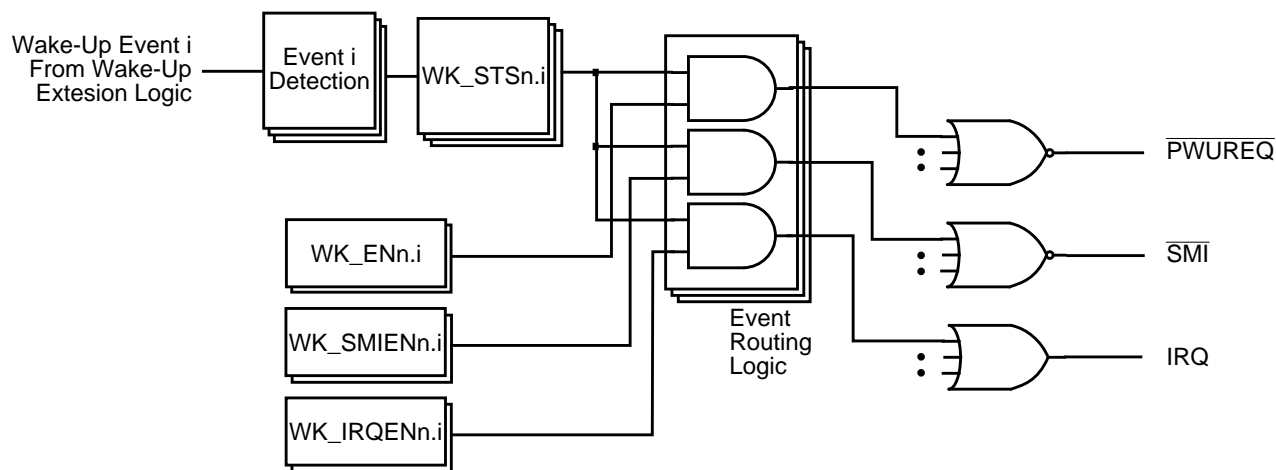 Wake-Up Event i
From Wake-Up
Extesion Logic
Event i
Detection
WK_STSn.i
PWUREQ
WK_ENn.i
SMI
WK_SMIENn.i
Event
Routing
Logic
IRQ
WK_IRQENn.i